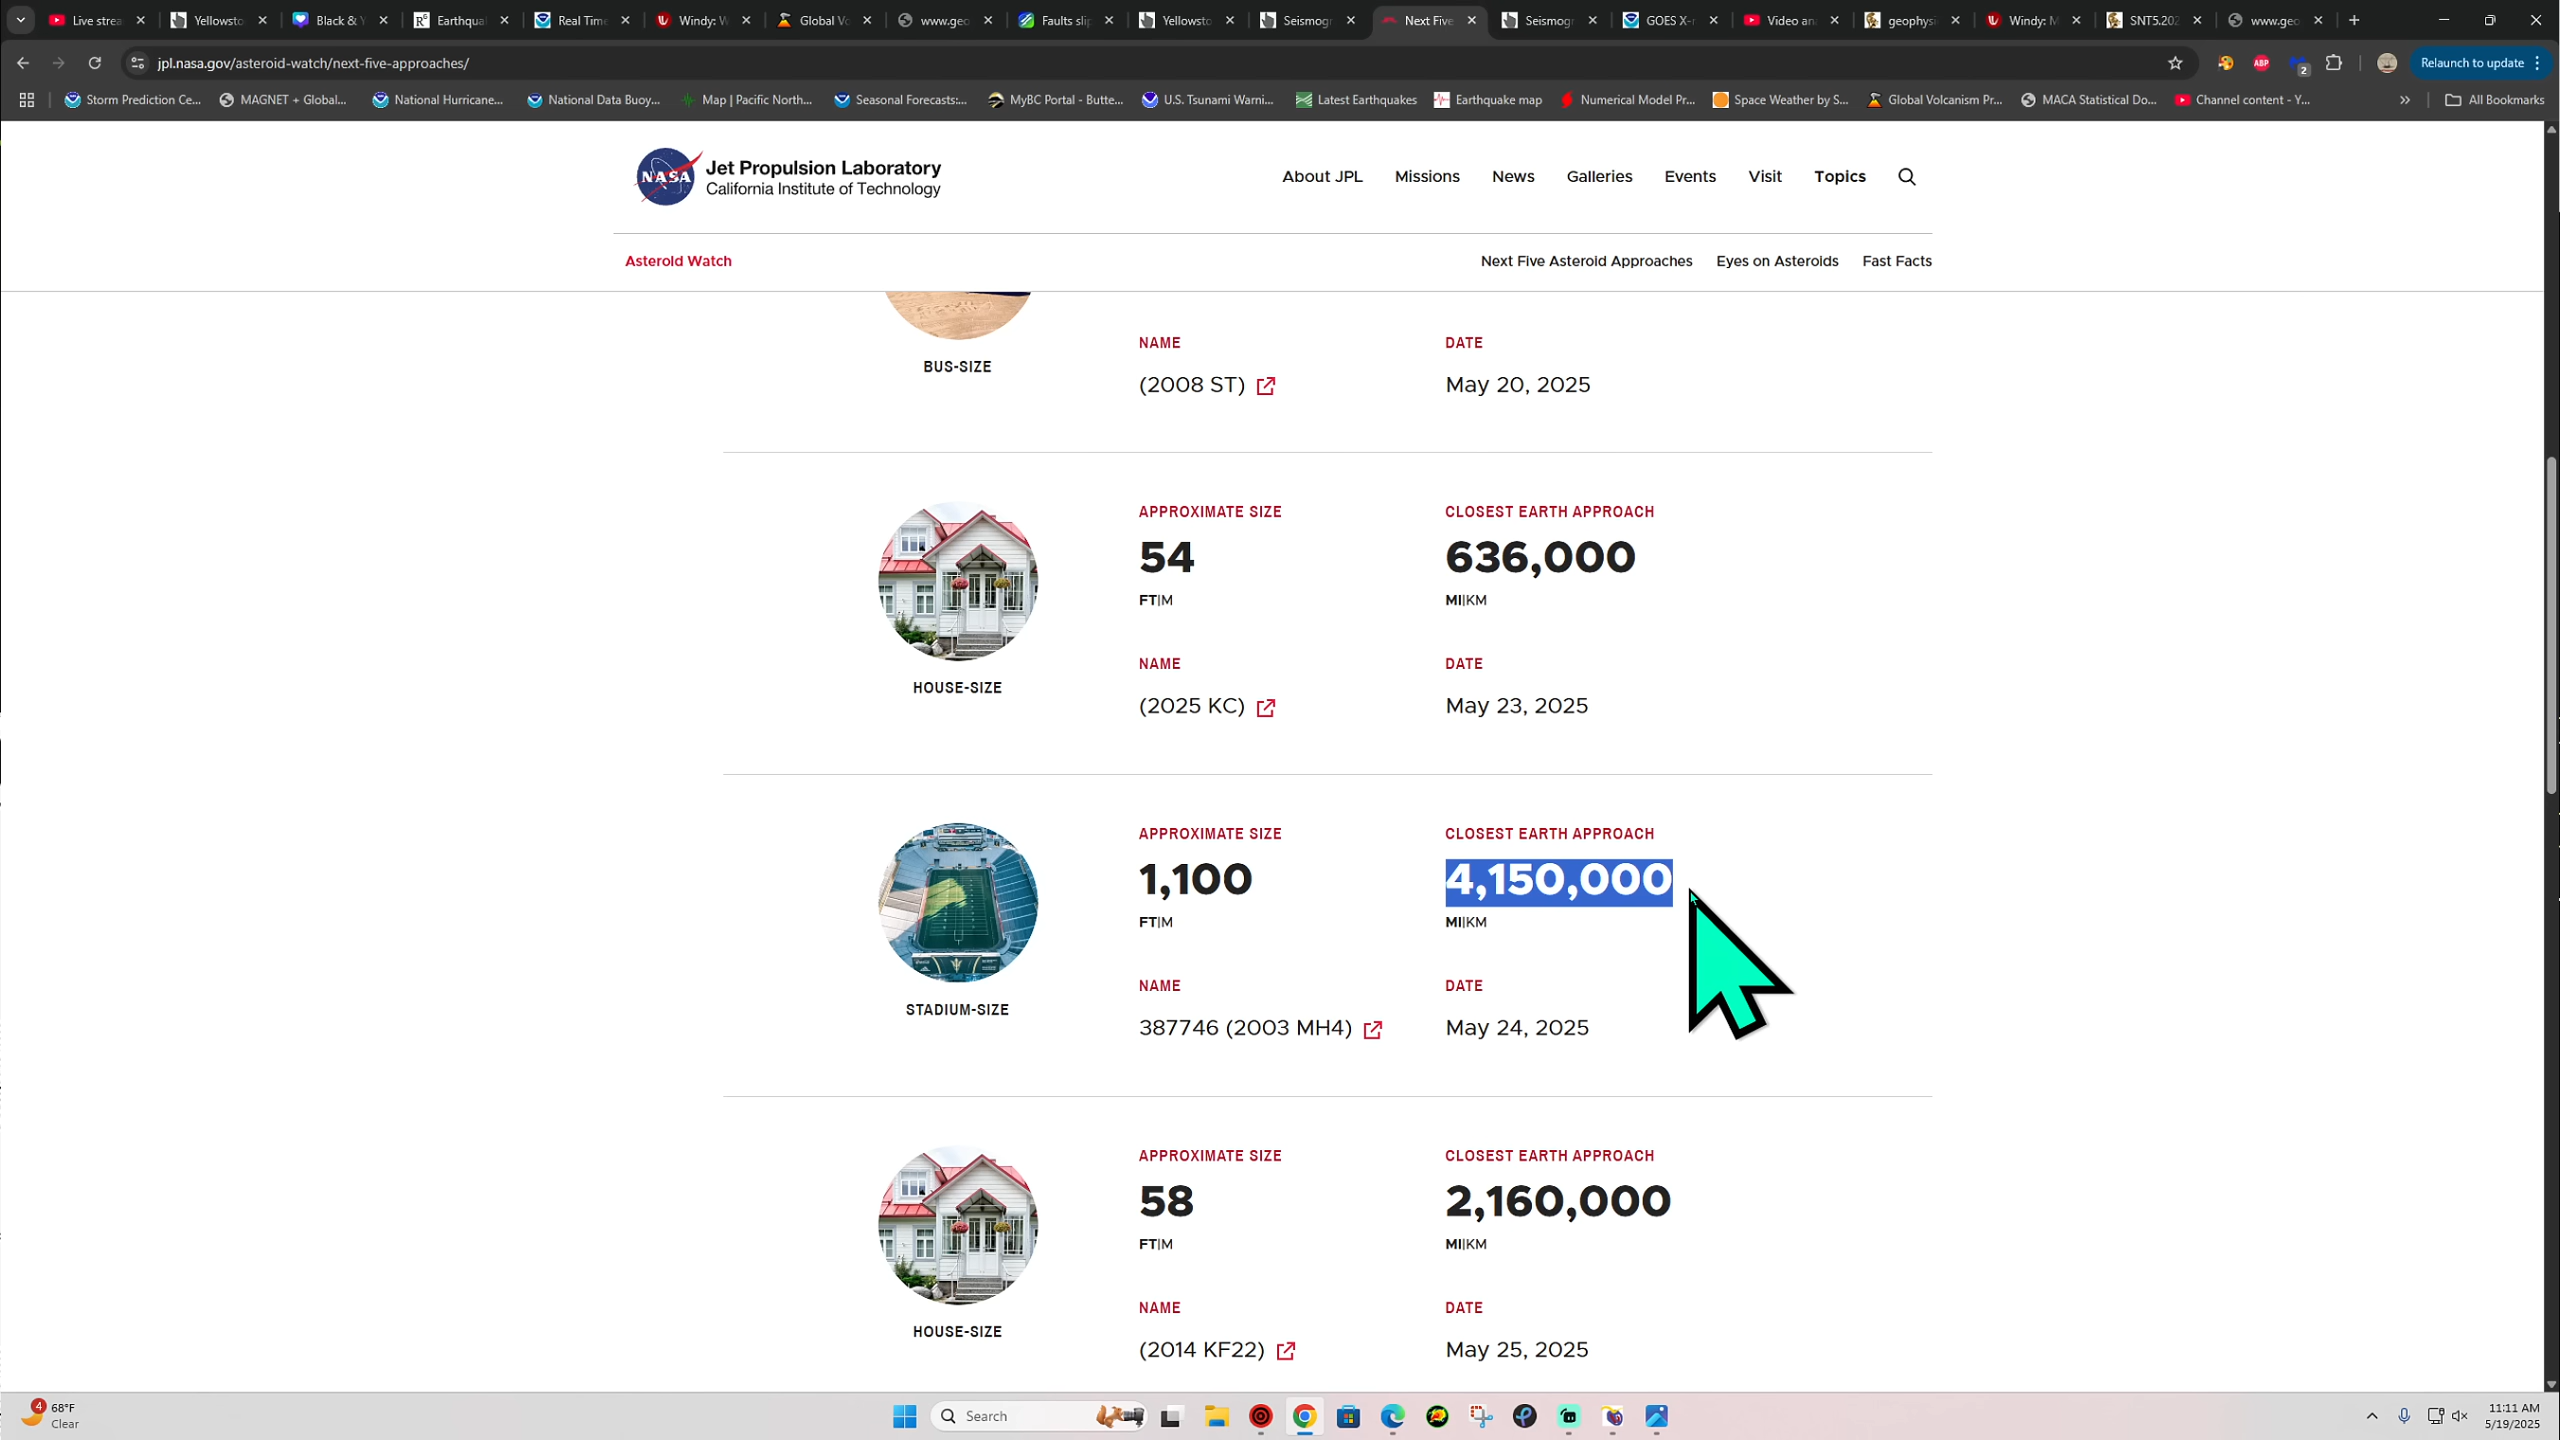 Live strea
Yellowsto
Black & Y
Earthqua
Real Time
Windy: W
Global Vo
www.geo
Faults slip
Yellowsto
Seismogr
Next Five
Seismogr
GOES X-r
Video an
geophysi
Windy: M
SNT5.202
www.geo
jpl.nasa.gov/asteroid-watch/next-five-approaches/
ABP
2
Relaunch to update
Storm Prediction Ce...
MAGNET + Global...
National Hurricane...
National Data Buoy...
Map | Pacific North...
Seasonal Forecasts:...
MyBC Portal - Butte...
U.S. Tsunami Warni...
Latest Earthquakes
Earthquake map
Numerical Model Pr...
Space Weather by S...
Global Volcanism Pr...
MACA Statistical Do...
Channel content - Y...
All Bookmarks
NASA
Jet Propulsion Laboratory
California Institute of Technology
About JPL
Missions
News
Galleries
Events
Visit
Topics
Asteroid Watch
Next Five Asteroid Approaches
Eyes on Asteroids
Fast Facts
BUS-SIZE
NAME
(2008 ST)
DATE
May 20, 2025
HOUSE-SIZE
APPROXIMATE SIZE
54
FT|M
CLOSEST EARTH APPROACH
636,000
MI|KM
NAME
(2025 KC)
DATE
May 23, 2025
STADIUM-SIZE
APPROXIMATE SIZE
1,100
FT|M
CLOSEST EARTH APPROACH
4,150,000
MI|KM
NAME
387746 (2003 MH4)
DATE
May 24, 2025
HOUSE-SIZE
APPROXIMATE SIZE
58
FT|M
CLOSEST EARTH APPROACH
2,160,000
MI|KM
NAME
(2014 KF22)
DATE
May 25, 2025
4
68°F
Clear
Search
11:11 AM
5/19/2025